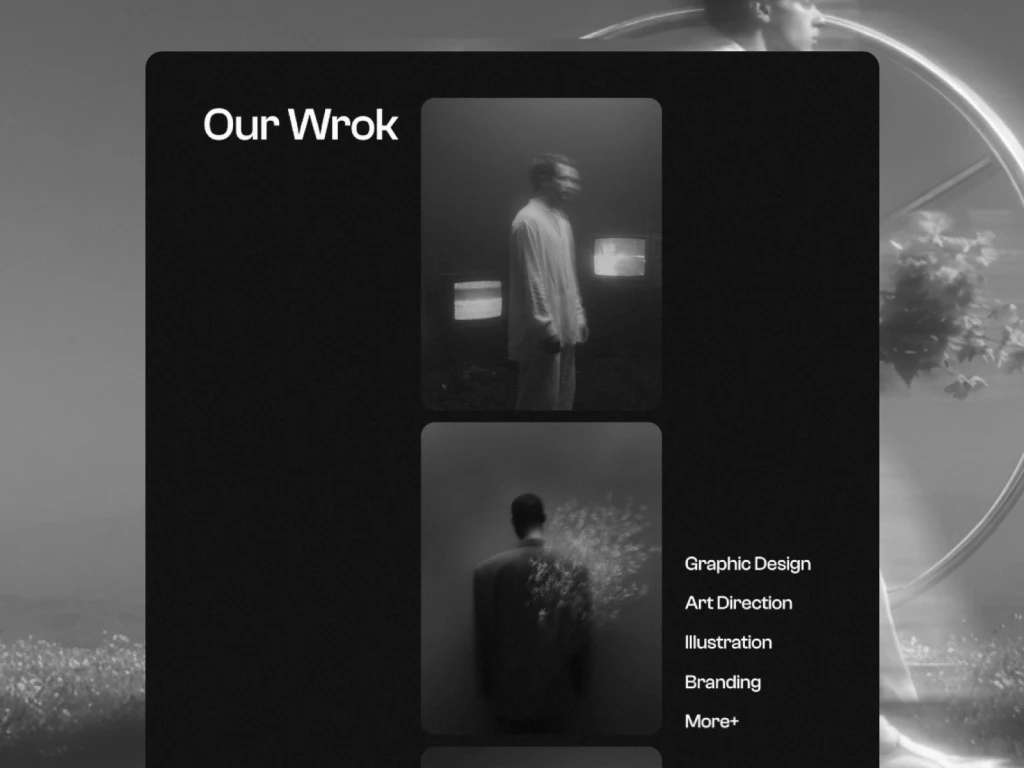 Our Wrok
Graphic Design
Art Direction
Illustration
Branding
More+